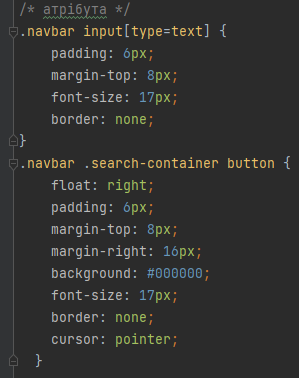 /* атрібута */
.navbar input[type=text] {
    padding: 6px;
    margin-top: 8px;
    font-size: 17px;
    border: none;
}
.navbar .search-container button {
    float: right;
    padding: 6px;
    margin-top: 8px;
    margin-right: 16px;
    background: #000000;
    font-size: 17px;
    border: none;
    cursor: pointer;
  }